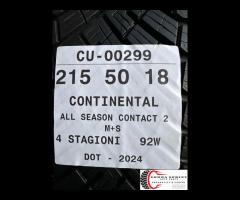 CU-00299
215 50 18
CONTINENTAL
ALL SEASON CONTACT 2
M+S
4 STAGIONI 92W
DOT - 2024